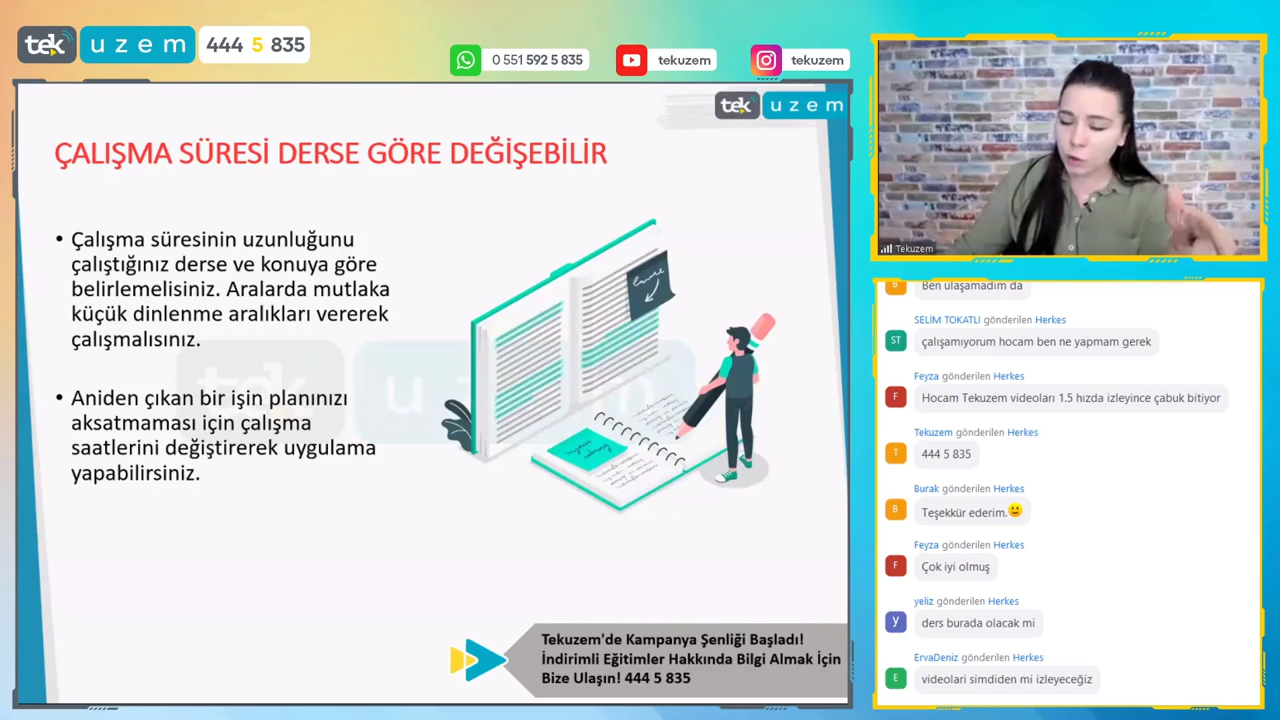 tek uzem 444 5 835
0 551 592 5 835
tekuzem
tekuzem
tek uzem
ÇALIŞMA SÜRESİ DERSE GÖRE DEĞİŞEBİLİR
• Çalışma süresinin uzunluğunu
çalıştığınız derse ve konuya göre
belirlemelisiniz. Aralarda mutlaka
küçük dinlenme aralıkları vererek
çalışmalısınız.
• Aniden çıkan bir işin planınızı
aksatmaması için çalışma
saatlerini değiştirerek uygulama
yapabilirsiniz.
tek uzem
Tekuzem'de Kampanya Şenliği Başladı!
İndirimli Eğitimler Hakkında Bilgi Almak İçin
Bize Ulaşın! 444 5 835
Tekuzem
B
Ben ulaşamadım da
SELİM TOKATLI gönderilen Herkes
ST
çalışamıyorum hocam ben ne yapmam gerek
Feyza gönderilen Herkes
F
Hocam Tekuzem videoları 1.5 hızda izleyince çabuk bitiyor
Tekuzem gönderilen Herkes
T
444 5 835
Burak gönderilen Herkes
B
Teşekkür ederim.🙂
Feyza gönderilen Herkes
F
Çok iyi olmuş
yeliz gönderilen Herkes
y
ders burada olacak mi
ErvaDeniz gönderilen Herkes
E
videolari simdiden mi izleyeceğiz